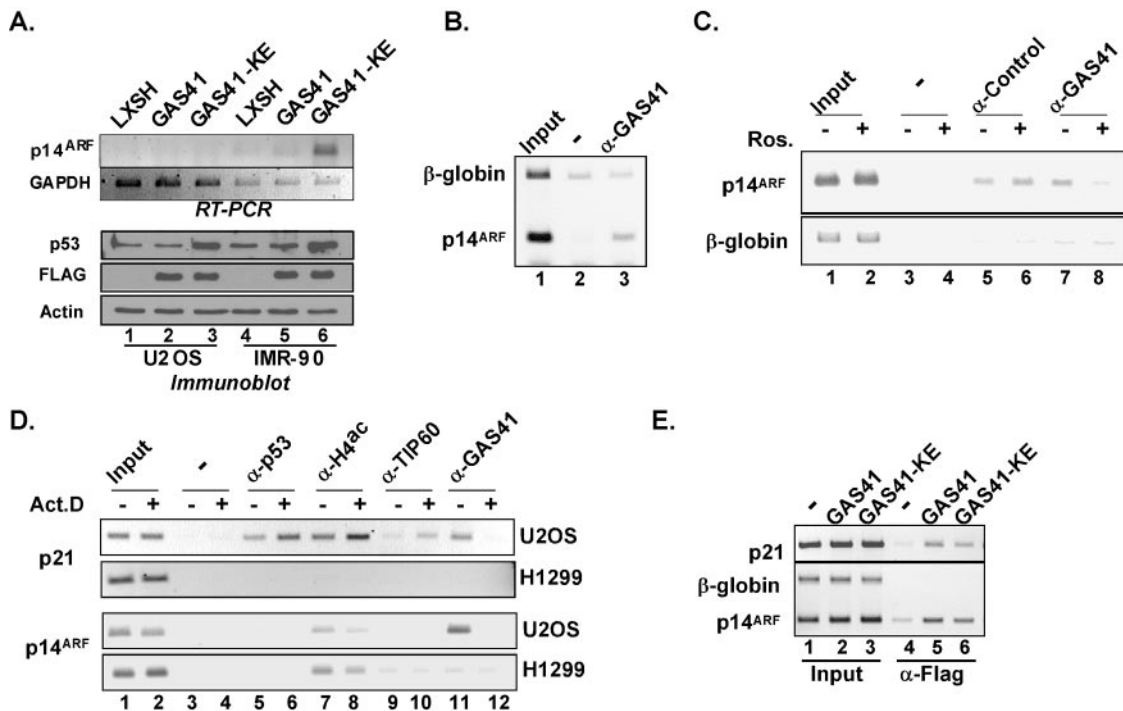 A.
LXSH GAS41 GAS41-KE LXSH GAS41 GAS41-KE
p14ARF
GAPDH
RT-PCR
p53
FLAG
Actin
1 2 3 4 5 6
U2OS IMR-90
Immunoblot
B.
Input - α-GAS41
β-globin
p14ARF
1 2 3
C.
Input - α-Control α-GAS41
Ros. - + - + - + - +
p14ARF
β-globin
1 2 3 4 5 6 7 8
D.
Input - α-p53 α-H4ac α-TIP60 α-GAS41
Act.D - + - + - + - + - + - +
p21
U2OS
H1299
p14ARF
U2OS
H1299
1 2 3 4 5 6 7 8 9 10 11 12
E.
- GAS41 GAS41-KE - GAS41 GAS41-KE
p21
β-globin
p14ARF
1 2 3 4 5 6
Input α-Flag